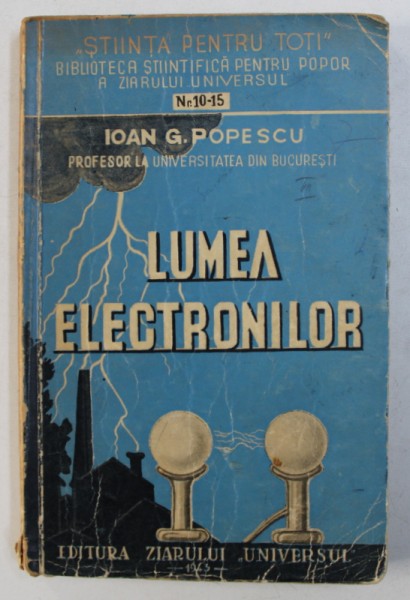 „ȘTIINȚĂ PENTRU TOȚI"
BIBLIOTECA ȘTIINȚIFICĂ PENTRU POPOR
A ZIARULUI UNIVERSUL
Nr. 10-15
IOAN G. POPESCU
PROFESOR LA UNIVERSITATEA DIN BUCUREȘTI
LUMEA
ELECTRONILOR
EDITURA ZIARULUI „UNIVERSUL"